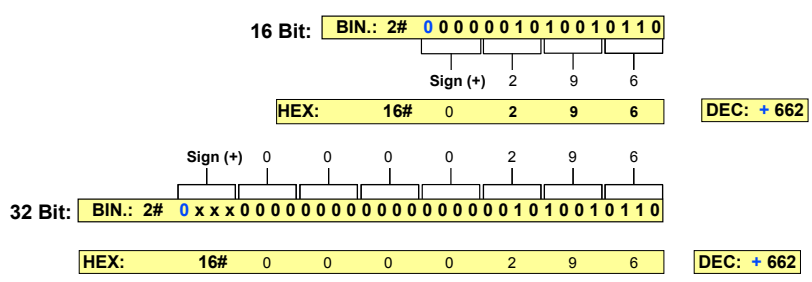 16 Bit: BIN.: 2# 0 0 0 0 0 0 1 0 1 0 0 1 0 1 1 0
Sign (+) 2 9 6
HEX: 16# 0 2 9 6 DEC: + 662
Sign (+) 0 0 0 0 2 9 6
32 Bit: BIN.: 2# 0 x x x 0 0 0 0 0 0 0 0 0 0 0 0 0 0 0 0 0 0 1 0 1 0 0 1 0 1 1 0
HEX: 16# 0 0 0 0 2 9 6 DEC: + 662